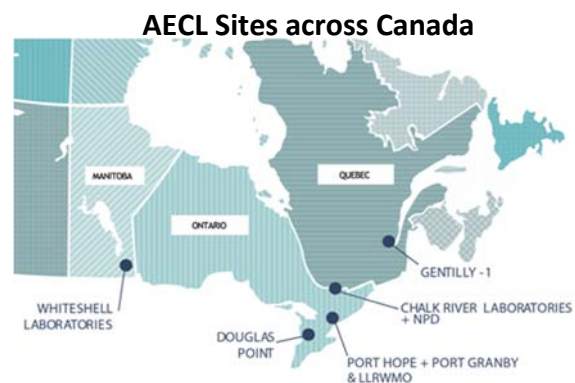 AECL Sites across Canada
MANITOBA
QUEBEC
ONTARIO
GENTILLY - 1
WHITESHELL
LABORATORIES
CHALK RIVER LABORATORIES
+ NPD
DOUGLAS
POINT
PORT HOPE + PORT GRANBY
& LLRWMO